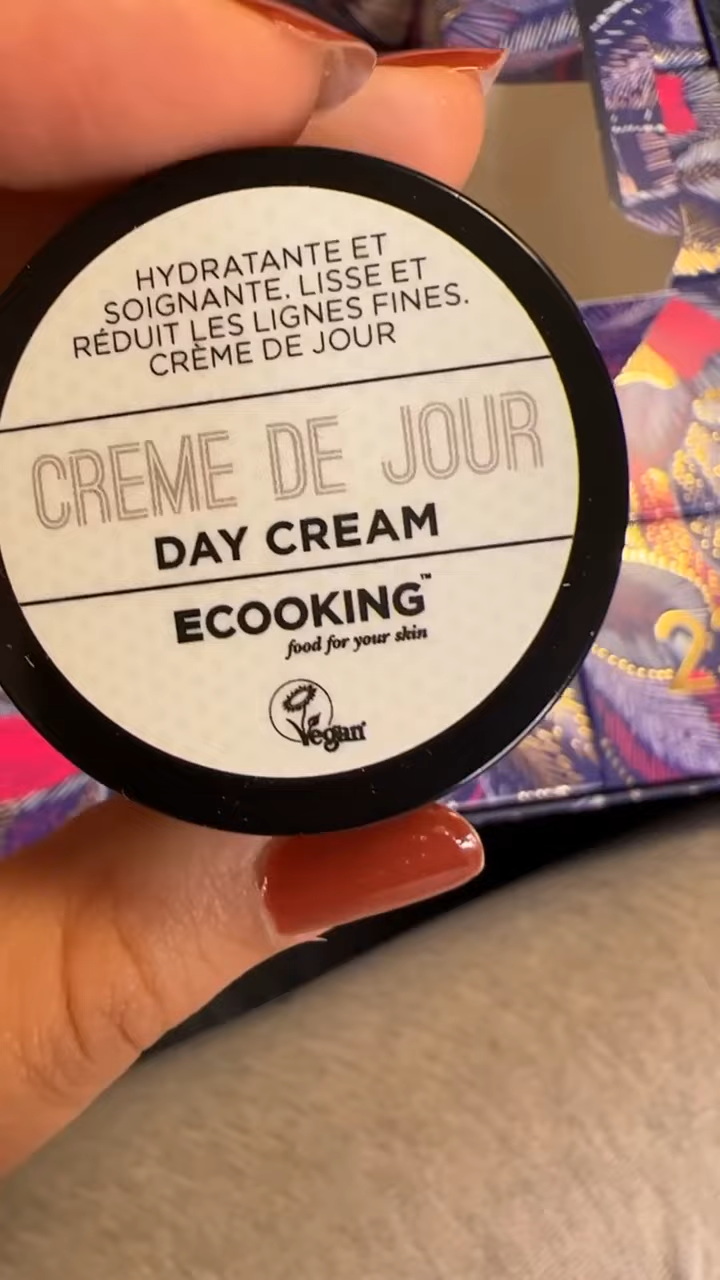 HYDRATANTE ET
SOIGNANTE. LISSE ET
RÉDUIT LES LIGNES FINES.
CRÈME DE JOUR
CREME DE JOUR
DAY CREAM
ECOOKING™
food for your skin
Vegan
2